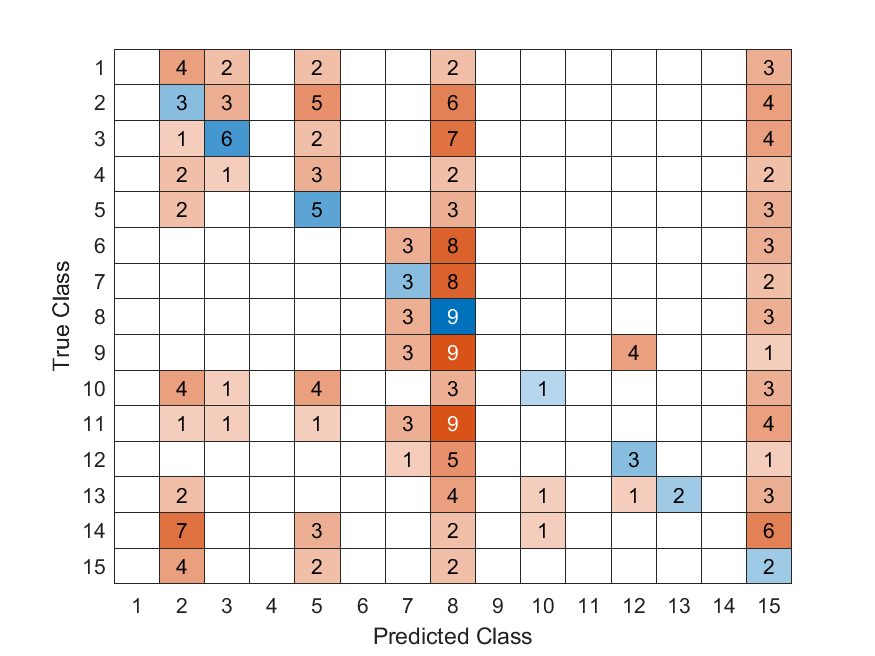 1 4 2 2 2 3
2 3 3 5 6 4
3 1 6 2 7 4
4 2 1 3 2 2
5 2 5 3 3
6 3 8 3
7 3 8 2
8 3 9 3
9 3 9 4 1
10 4 1 4 3 1 3
11 1 1 1 3 9 4
12 1 5 3 1
13 2 4 1 1 2 3
14 7 3 2 1 6
15 4 2 2 2
1 2 3 4 5 6 7 8 9 10 11 12 13 14 15
Predicted Class
True Class